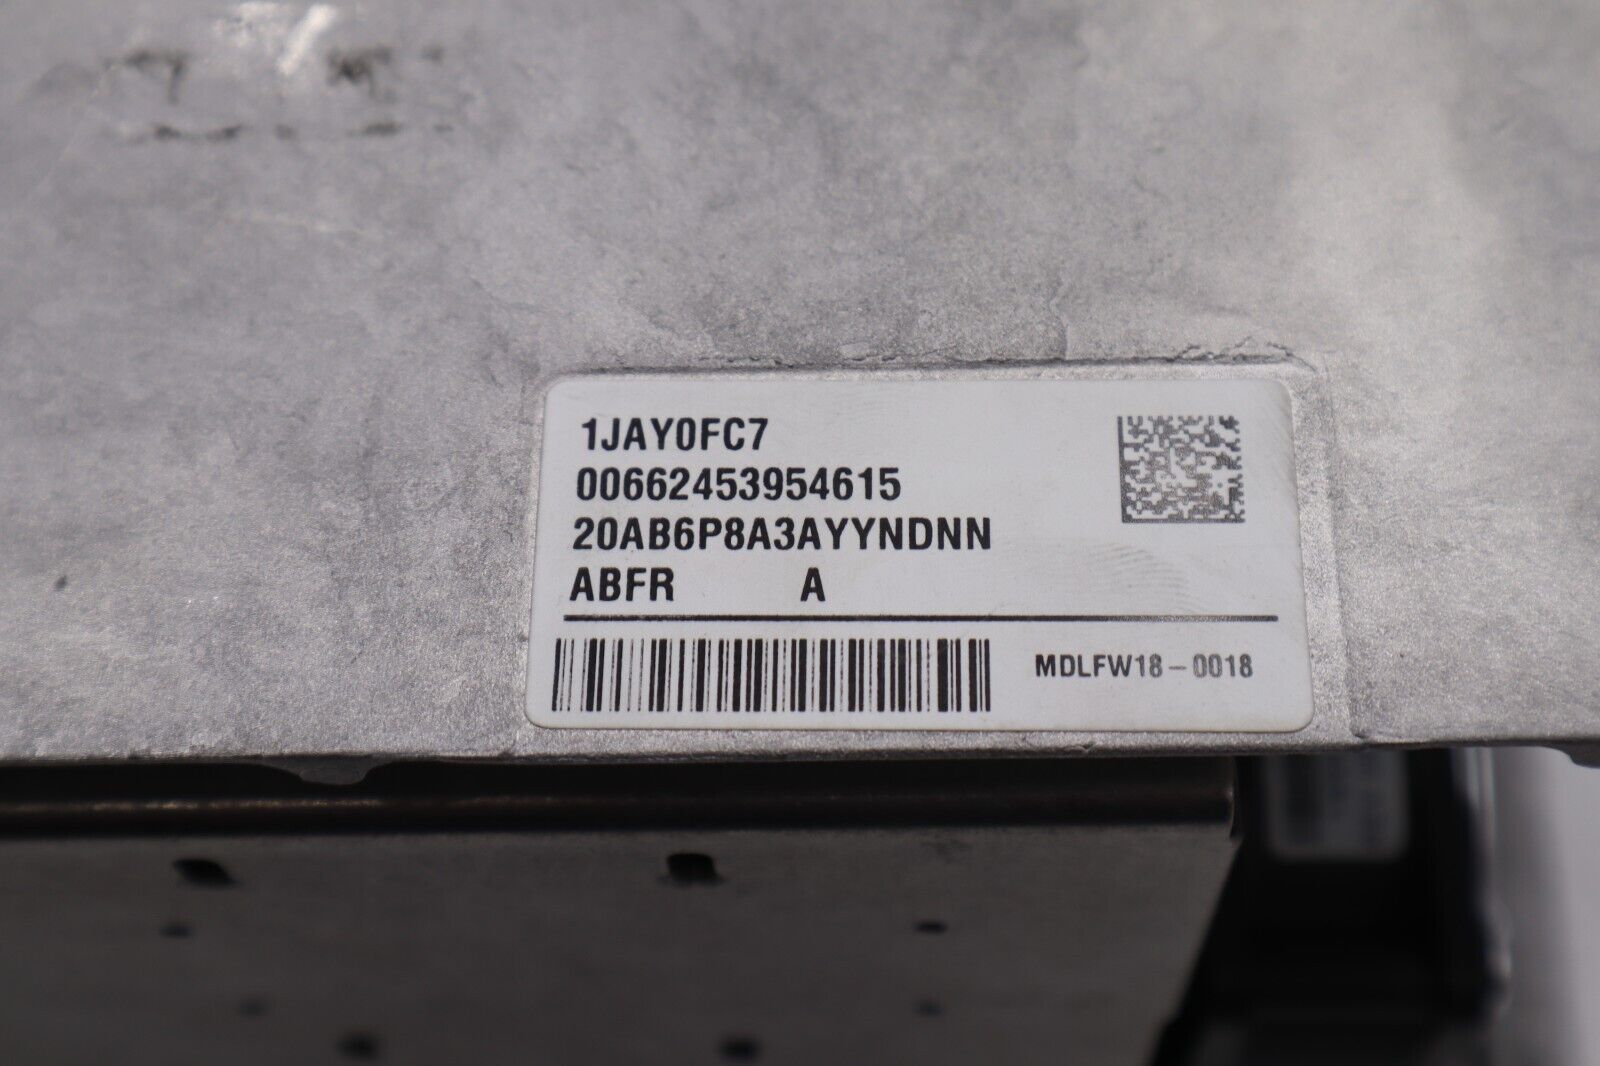 1JAY0FC7
00662453954615
20AB6P8A3AYYNDNN
ABFR A
MDLFW18-0018